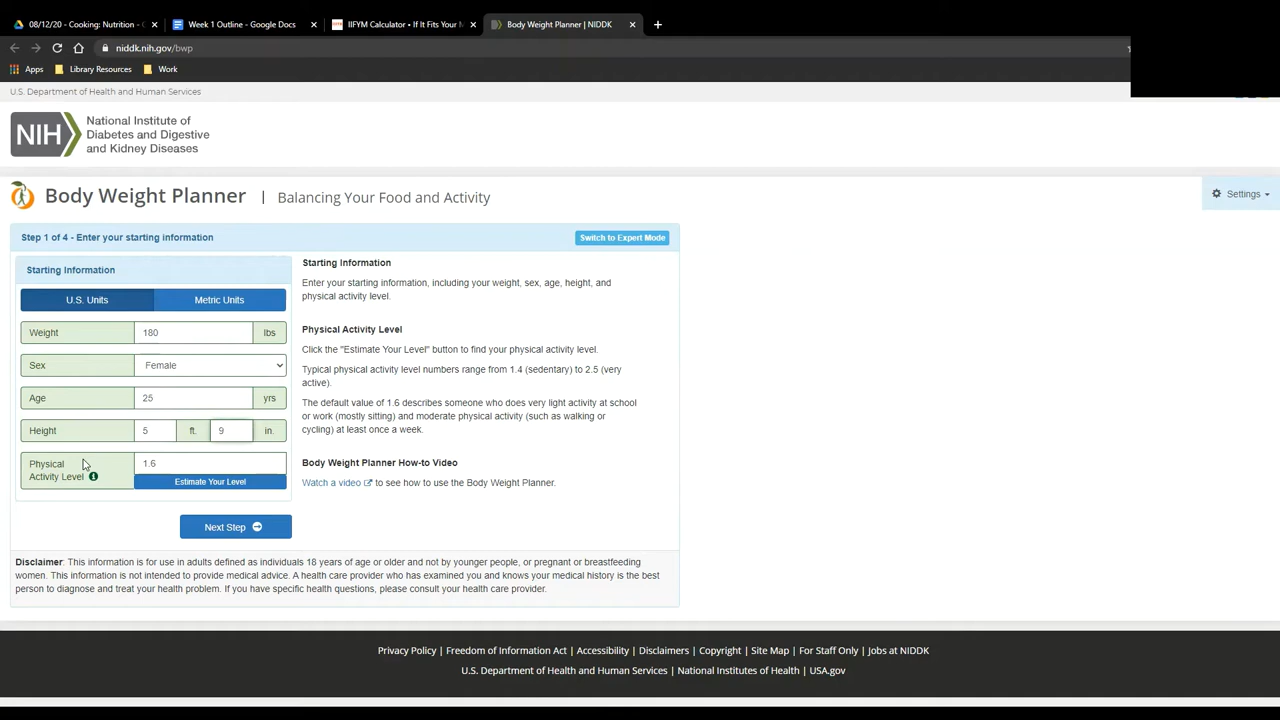 08/12/20 - Cooking: Nutrition - 
Week 1 Outline - Google Docs
IIFYM Calculator • If It Fits Your M
Body Weight Planner | NIDDK
niddk.nih.gov/bwp
Apps
Library Resources
Work
U.S. Department of Health and Human Services
NIH
National Institute of
Diabetes and Digestive
and Kidney Diseases
Body Weight Planner | Balancing Your Food and Activity
Settings
Step 1 of 4 - Enter your starting information
Switch to Expert Mode
Starting Information
U.S. Units
Metric Units
Weight 180 lbs
Sex Female
Age 25 yrs
Height 5 ft. 9 in.
Physical
Activity Level
1.6
Estimate Your Level
Next Step
Starting Information
Enter your starting information, including your weight, sex, age, height, and
physical activity level.
Physical Activity Level
Click the "Estimate Your Level" button to find your physical activity level.
Typical physical activity level numbers range from 1.4 (sedentary) to 2.5 (very
active).
The default value of 1.6 describes someone who does very light activity at school
or work (mostly sitting) and moderate physical activity (such as walking or
cycling) at least once a week.
Body Weight Planner How-to Video
Watch a video to see how to use the Body Weight Planner.
Disclaimer: This information is for use in adults defined as individuals 18 years of age or older and not by younger people, or pregnant or breastfeeding
women. This information is not intended to provide medical advice. A health care provider who has examined you and knows your medical history is the best
person to diagnose and treat your health problem. If you have specific health questions, please consult your health care provider.
Privacy Policy | Freedom of Information Act | Accessibility | Disclaimers | Copyright | Site Map | For Staff Only | Jobs at NIDDK
U.S. Department of Health and Human Services | National Institutes of Health | USA.gov